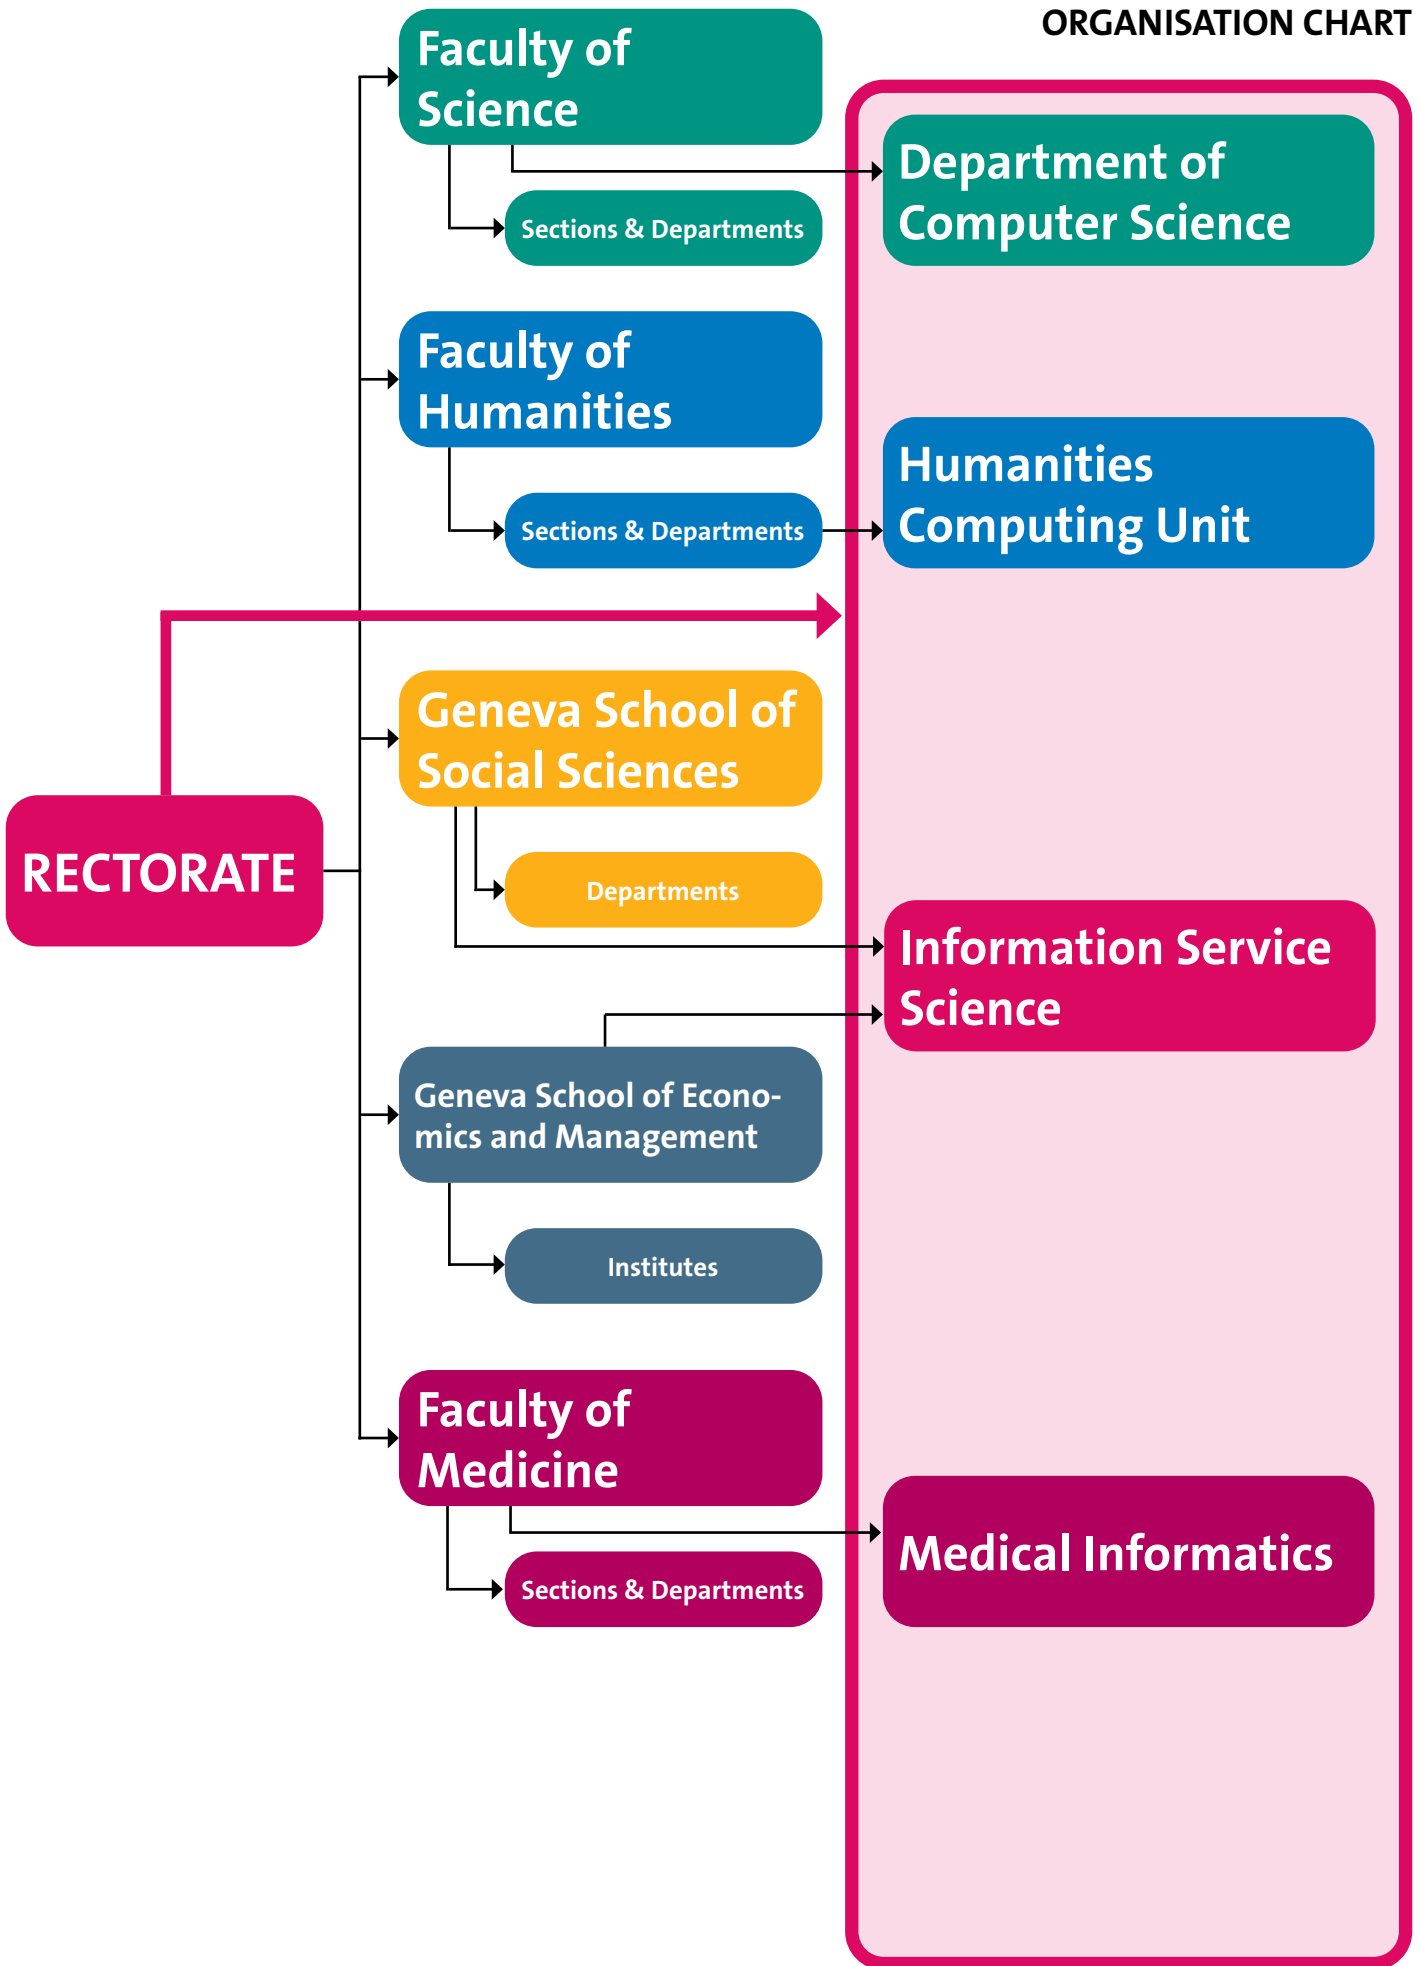 ORGANISATION CHART
Faculty of
Science
Department of
Computer Science
Sections & Departments
Faculty of
Humanities
Humanities
Computing Unit
Sections & Departments
Geneva School of
Social Sciences
RECTORATE
Departments
Information Service
Science
Geneva School of Econo-
mics and Management
Institutes
Faculty of
Medicine
Medical Informatics
Sections & Departments